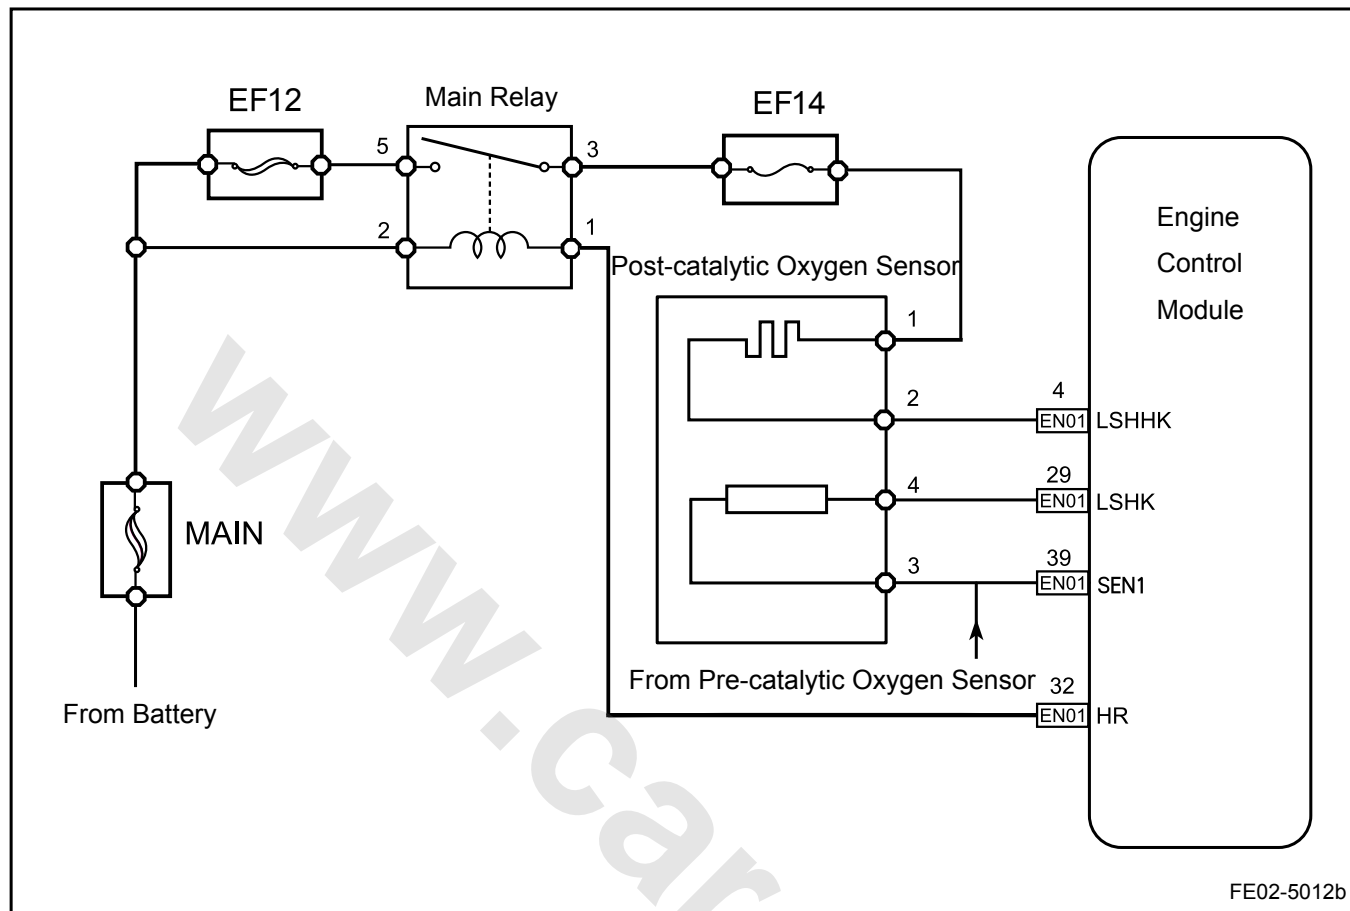 EF12
Main Relay
EF14
5
3
2
1
Engine
Control
Module
Post-catalytic Oxygen Sensor
1
2
4
EN01 LSHHK
4
29
EN01 LSHK
3
39
EN01 SEN1
MAIN
From Pre-catalytic Oxygen Sensor
32
EN01 HR
From Battery
www.car
FE02-5012b